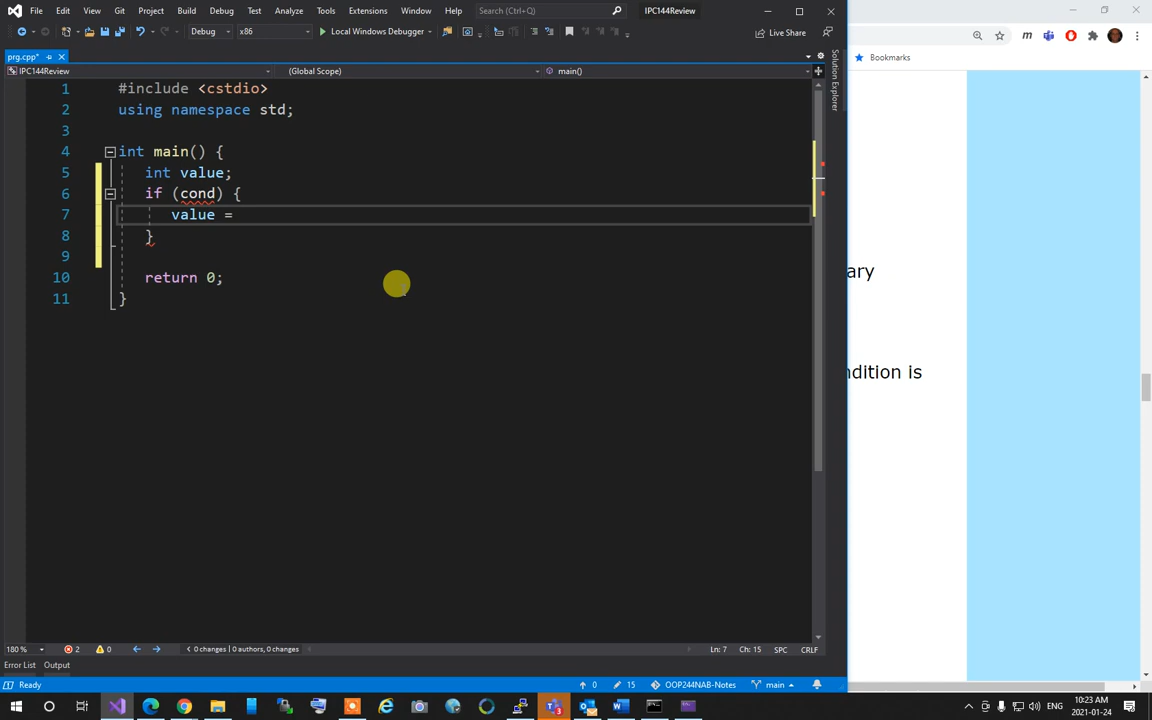 File Edit View Git Project Build Debug Test Analyze Tools Extensions Window Help Search (Ctrl+Q) IPC144Review
Debug x86 Local Windows Debugger Live Share
prg.cpp*
IPC144Review (Global Scope) main()
Solution Explorer
Bookmarks
1 #include <cstdio>
2 using namespace std;
3
4 int main() {
5 int value;
6 if (cond) {
7 value =
8 }
9
10 return 0;
11 }
ary
ndition is
180 % 2 0 0 changes | 0 authors, 0 changes Ln: 7 Ch: 15 SPC CRLF
Error List Output
Ready 0 15 OOP244NAB-Notes main
ENG 10:23 AM
2021-01-24